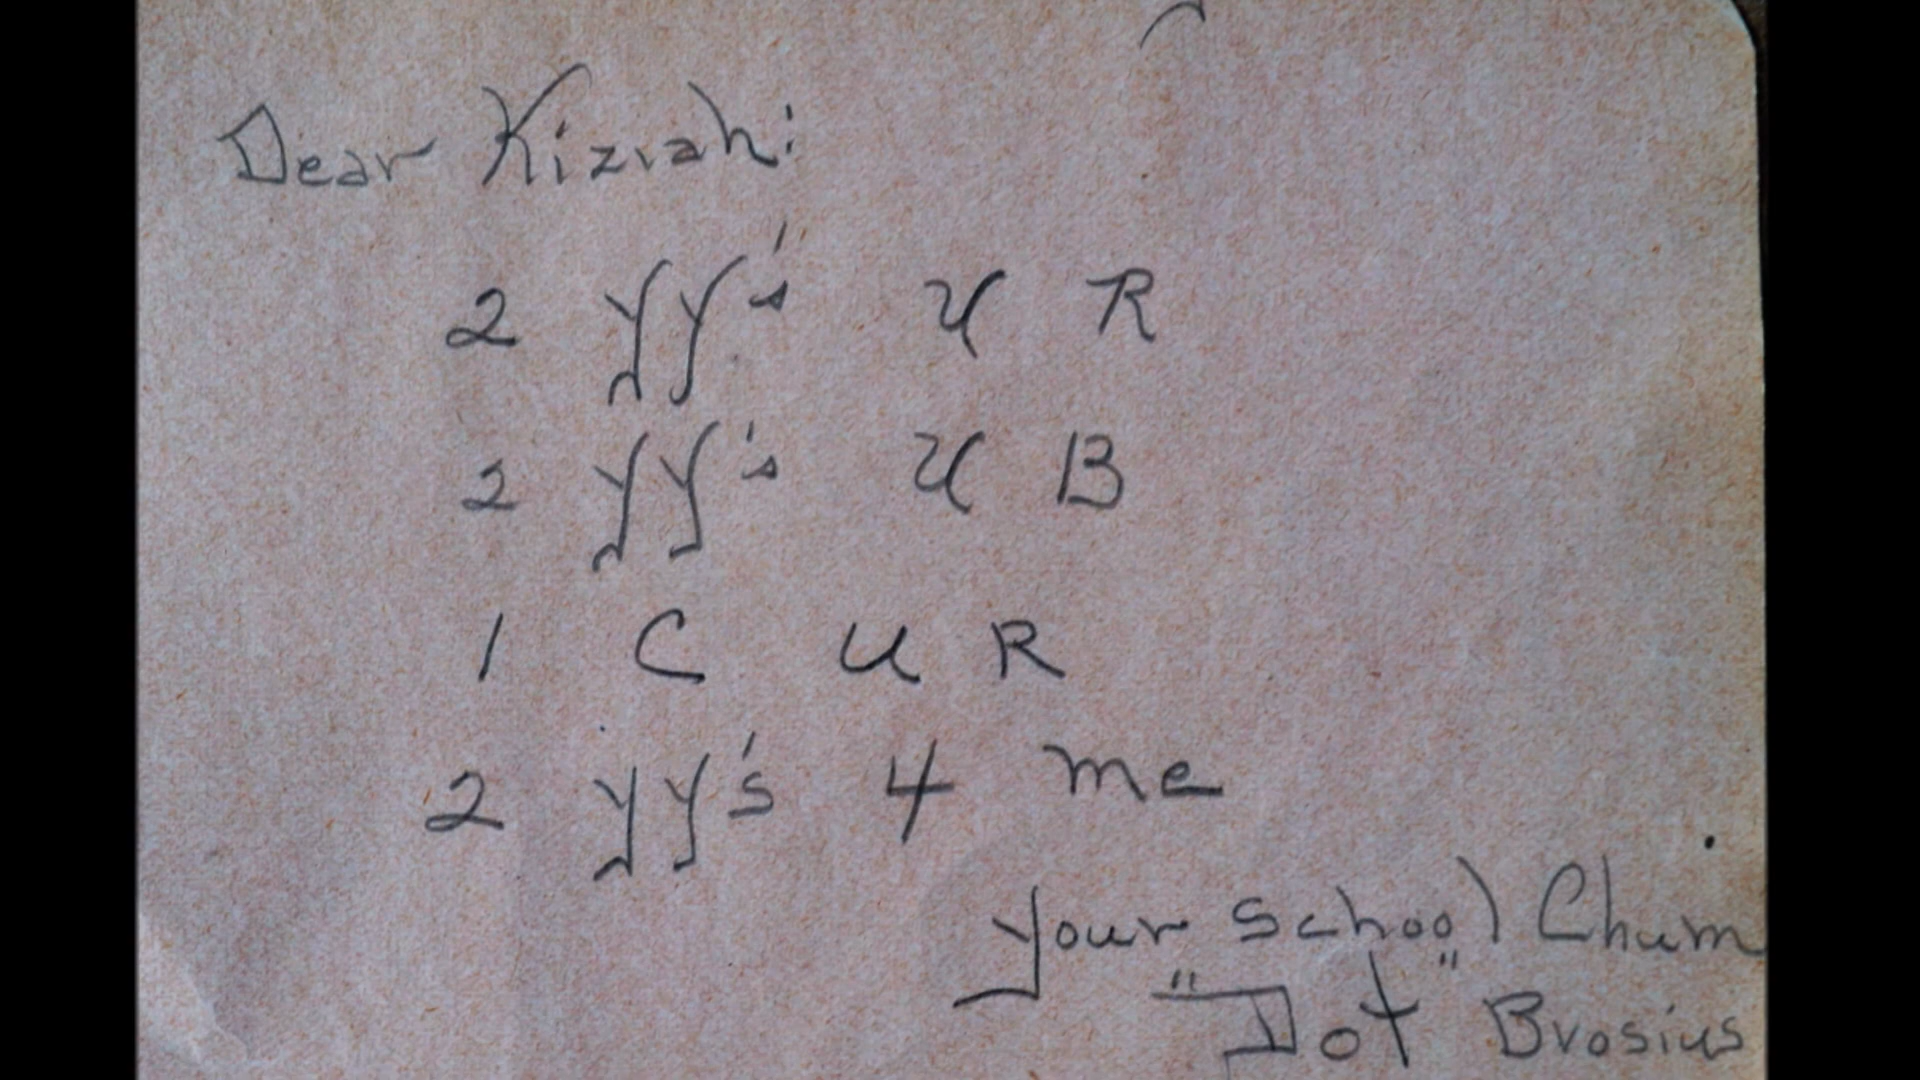 Dear Kiziah:
2 yy's U R
2 yy's U B
1 C U R
2 yy's 4 me
Your School Chum
"Dot" Brosius